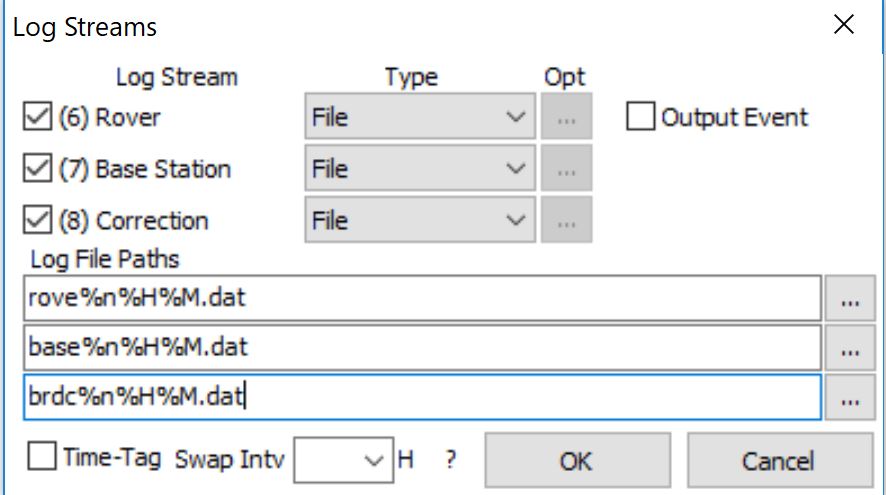 Log Streams
Log Stream Type Opt
(6) Rover File ... Output Event
(7) Base Station File ...
(8) Correction File ...
Log File Paths
rove%n%H%M.dat ...
base%n%H%M.dat ...
brdc%n%H%M.dat ...
Time-Tag Swap Intv H ? OK Cancel